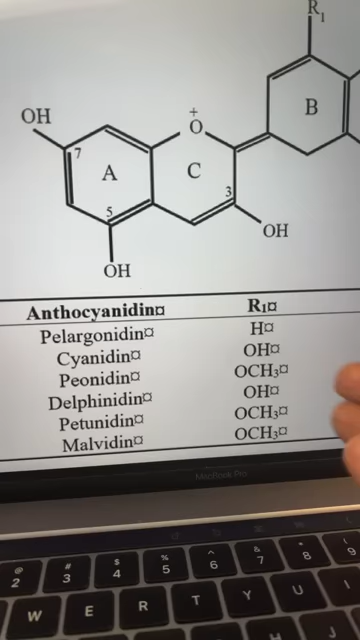 R1
OH
+
O
B
7
A
C
3
5
OH
OH
Anthocyanidin¤ R1¤
Pelargonidin¤ H¤
Cyanidin¤ OH¤
Peonidin¤ OCH3¤
Delphinidin¤ OH¤
Petunidin¤ OCH3¤
Malvidin¤ OCH3¤
MacBook Pro
@ # $ % ^ & * (
2 3 4 5 6 7 8 9
W E R T Y U I
J